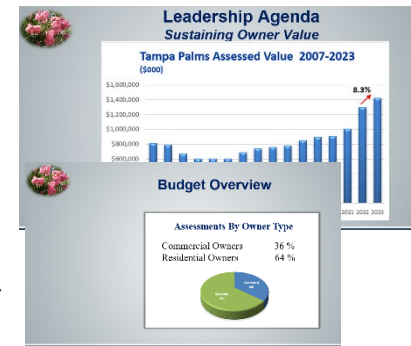 Leadership Agenda
Sustaining Owner Value
Tampa Palms Assessed Value 2007-2023
($000)
8.3%
$1,600,000
$1,400,000
$1,200,000
$1,000,000
$800,000
$600,000
2021 2022 2023
Budget Overview
Assessments By Owner Type
Commercial Owners 36 %
Residential Owners 64 %